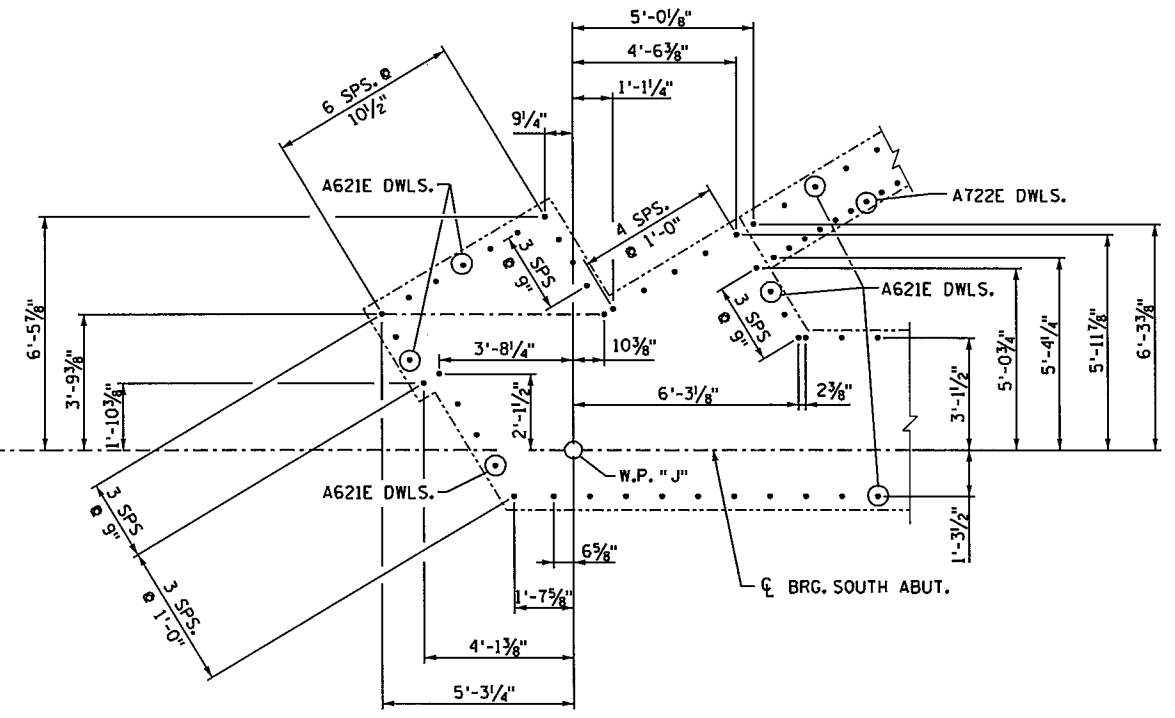 5'-0⅛"
4'-6⅜"
1'-1¼"
9¼"
6 SPS. @
10½"
A621E DWLS.
4 SPS.
@ 1'-0"
A722E DWLS.
3 SPS
@ 9"
A621E DWLS.
3 SPS
@ 9"
6'-5⅞"
3'-9⅜"
1'-10⅜"
3'-8¼"
10⅜"
2'-1½"
6'-3⅛"
2⅜"
3'-1½"
5'-0¾"
5'-4¼"
5'-11⅞"
6'-3⅜"
W.P. "J"
A621E DWLS.
3 SPS
@ 9"
3 SPS.
@ 1'-0"
6⅝"
1'-7⅝"
1'-3½"
℄ BRG. SOUTH ABUT.
4'-1⅜"
5'-3¼"